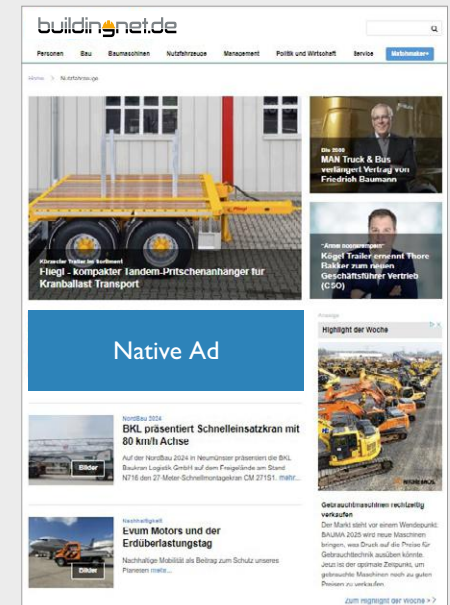 buildingnet.de
Personen Bau Baumaschinen Nutzfahrzeuge Management Politik und Wirtschaft Service Matchmaker+
Home > Nutzfahrzeuge
Kürzester Trailer im Sortiment
Fliegl - kompakter Tandem-Pritschenanhänger für
Kranballast Transport
Bis 2030
MAN Truck & Bus
verlängert Vertrag von
Friedrich Baumann
Kögel Trailer ernennt Thore
Bakker zum neuen
Geschäftsführer Vertrieb
(CSO)
Native Ad
Anzeige
Highlight der Woche
NordBau 2024
BKL präsentiert Schnelleinsatzkran mit
80 km/h Achse
Auf der NordBau 2024 in Neumünster präsentiert die BKL
Baukran Logistik GmbH auf dem Freigelände am Stand
N716 den 27-Meter-Schnellmontagekran CM 271S1. mehr...
Bilder
Nachhaltigkeit
Evum Motors und der
Erdüberlastungstag
Nachhaltige Mobilität als Beitrag zum Schutz unseres
Planeten mehr...
Bilder
Gebrauchtmaschinen rechtzeitig
verkaufen
Der Markt steht vor einem Wendepunkt:
BAUMA 2025 wird neue Maschinen
bringen, was Druck auf die Preise für
Gebrauchttechnik ausüben könnte.
Jetzt ist der optimale Zeitpunkt, um
gebrauchte Maschinen noch zu guten
Preisen zu verkaufen.
zum Highlight der Woche >